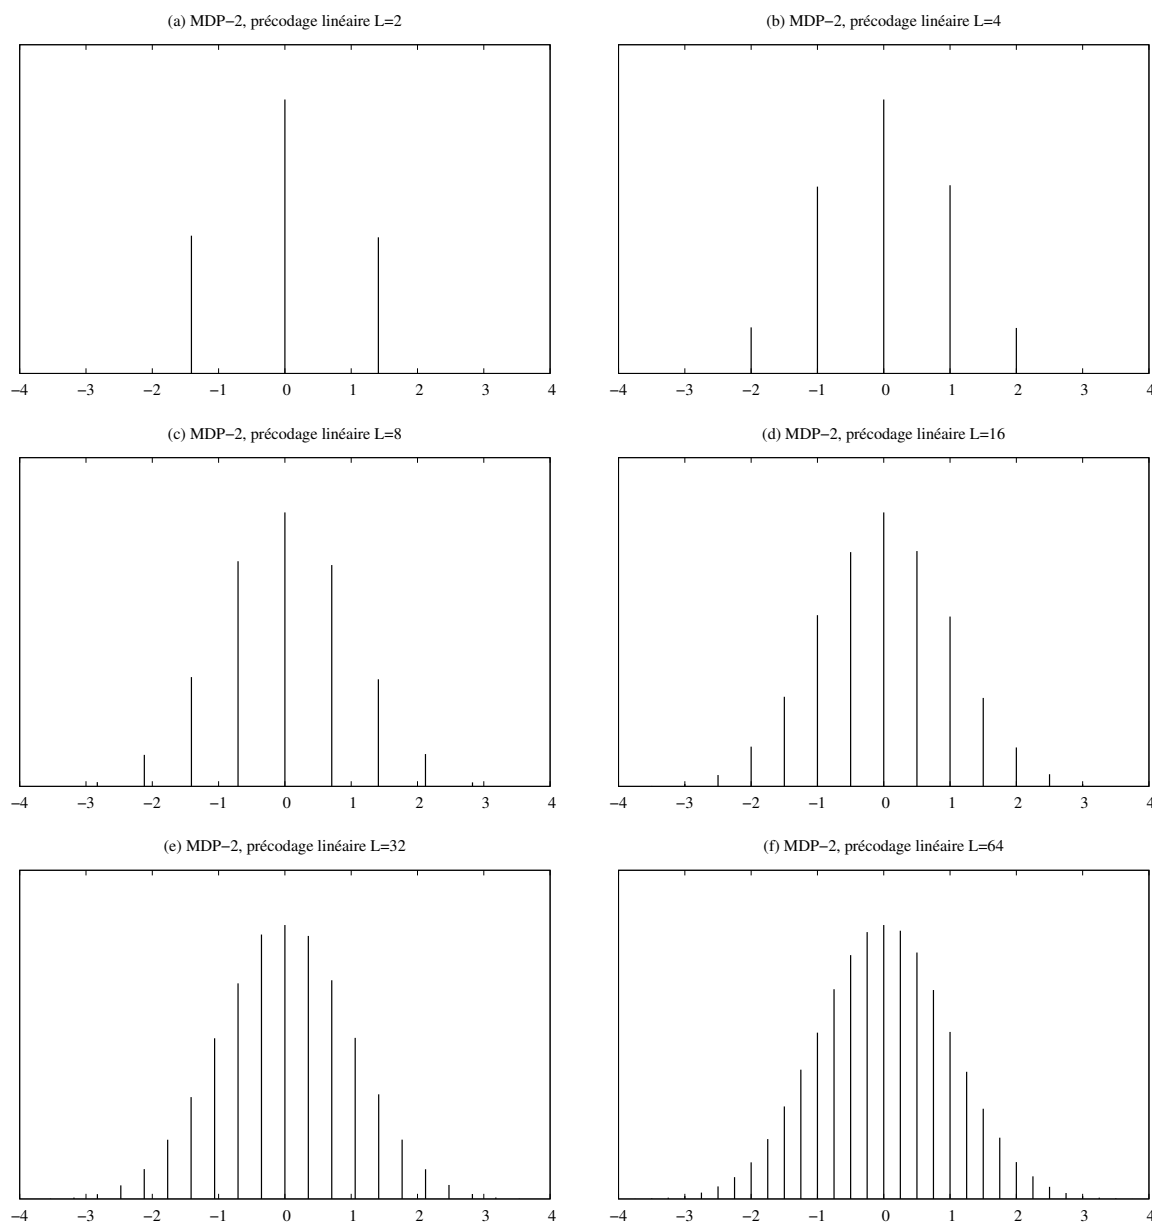 (a) MDP−2, précodage linéaire L=2
−4 −3 −2 −1 0 1 2 3 4
(b) MDP−2, précodage linéaire L=4
−4 −3 −2 −1 0 1 2 3 4
(c) MDP−2, précodage linéaire L=8
−4 −3 −2 −1 0 1 2 3 4
(d) MDP−2, précodage linéaire L=16
−4 −3 −2 −1 0 1 2 3 4
(e) MDP−2, précodage linéaire L=32
−4 −3 −2 −1 0 1 2 3 4
(f) MDP−2, précodage linéaire L=64
−4 −3 −2 −1 0 1 2 3 4